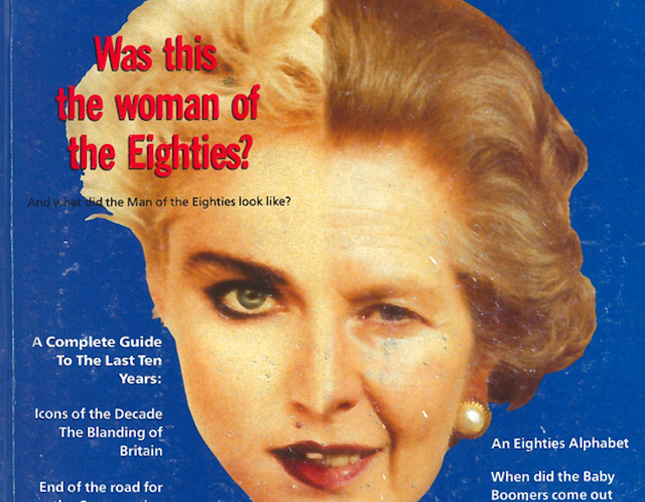 Was this
the woman of
the Eighties?
And what did the Man of the Eighties look like?
A Complete Guide
To The Last Ten
Years:
Icons of the Decade
The Blanding of
Britain
End of the road for
An Eighties Alphabet
When did the Baby
Boomers come out